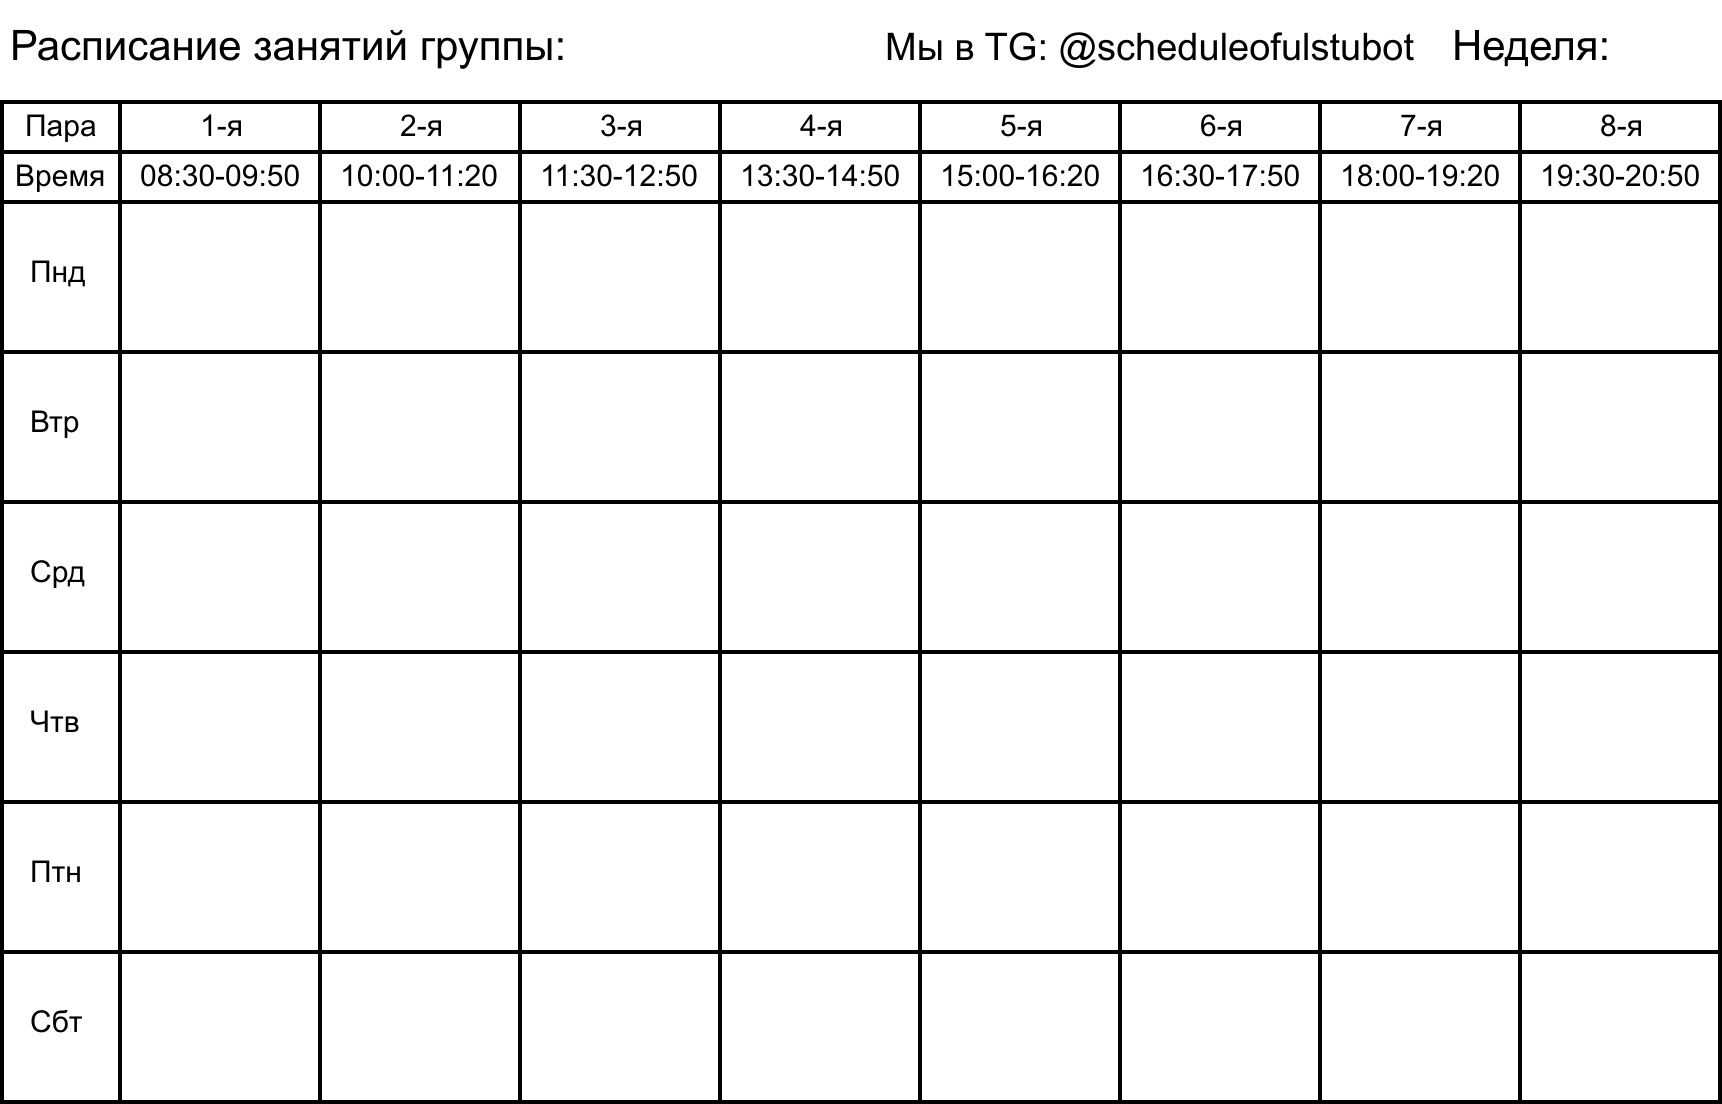 Расписание занятий группы: Мы в TG: @scheduleofulstubot Неделя:
Пара 1-я 2-я 3-я 4-я 5-я 6-я 7-я 8-я
Время 08:30-09:50 10:00-11:20 11:30-12:50 13:30-14:50 15:00-16:20 16:30-17:50 18:00-19:20 19:30-20:50
Пнд
Втр
Срд
Чтв
Птн
Сбт